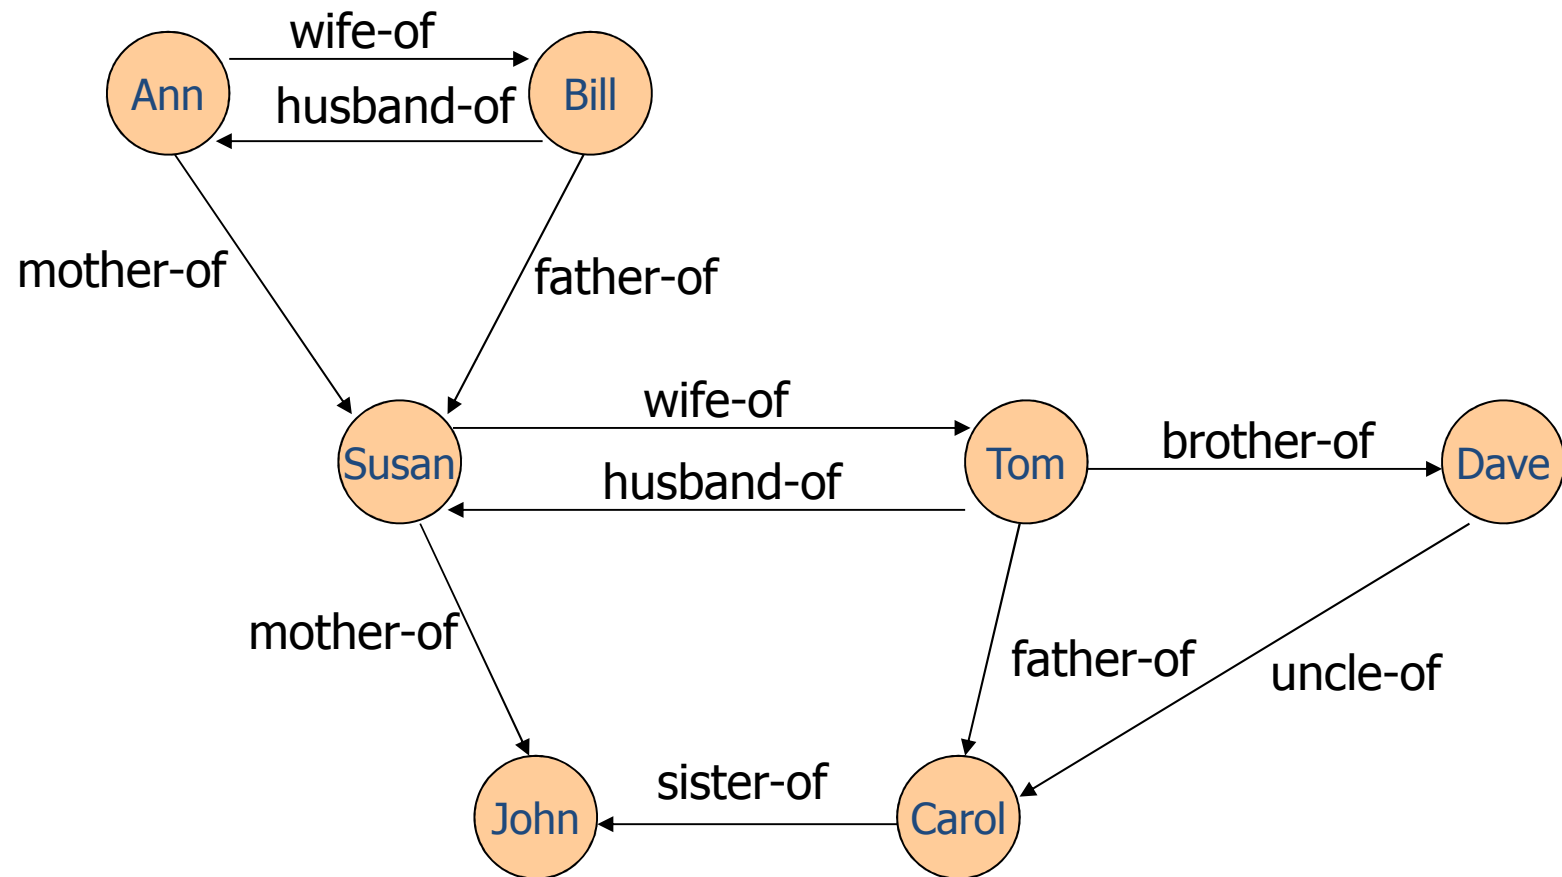 wife-of
Ann
Bill
husband-of
mother-of
father-of
wife-of
brother-of
Susan
Tom
Dave
husband-of
mother-of
father-of
uncle-of
sister-of
John
Carol